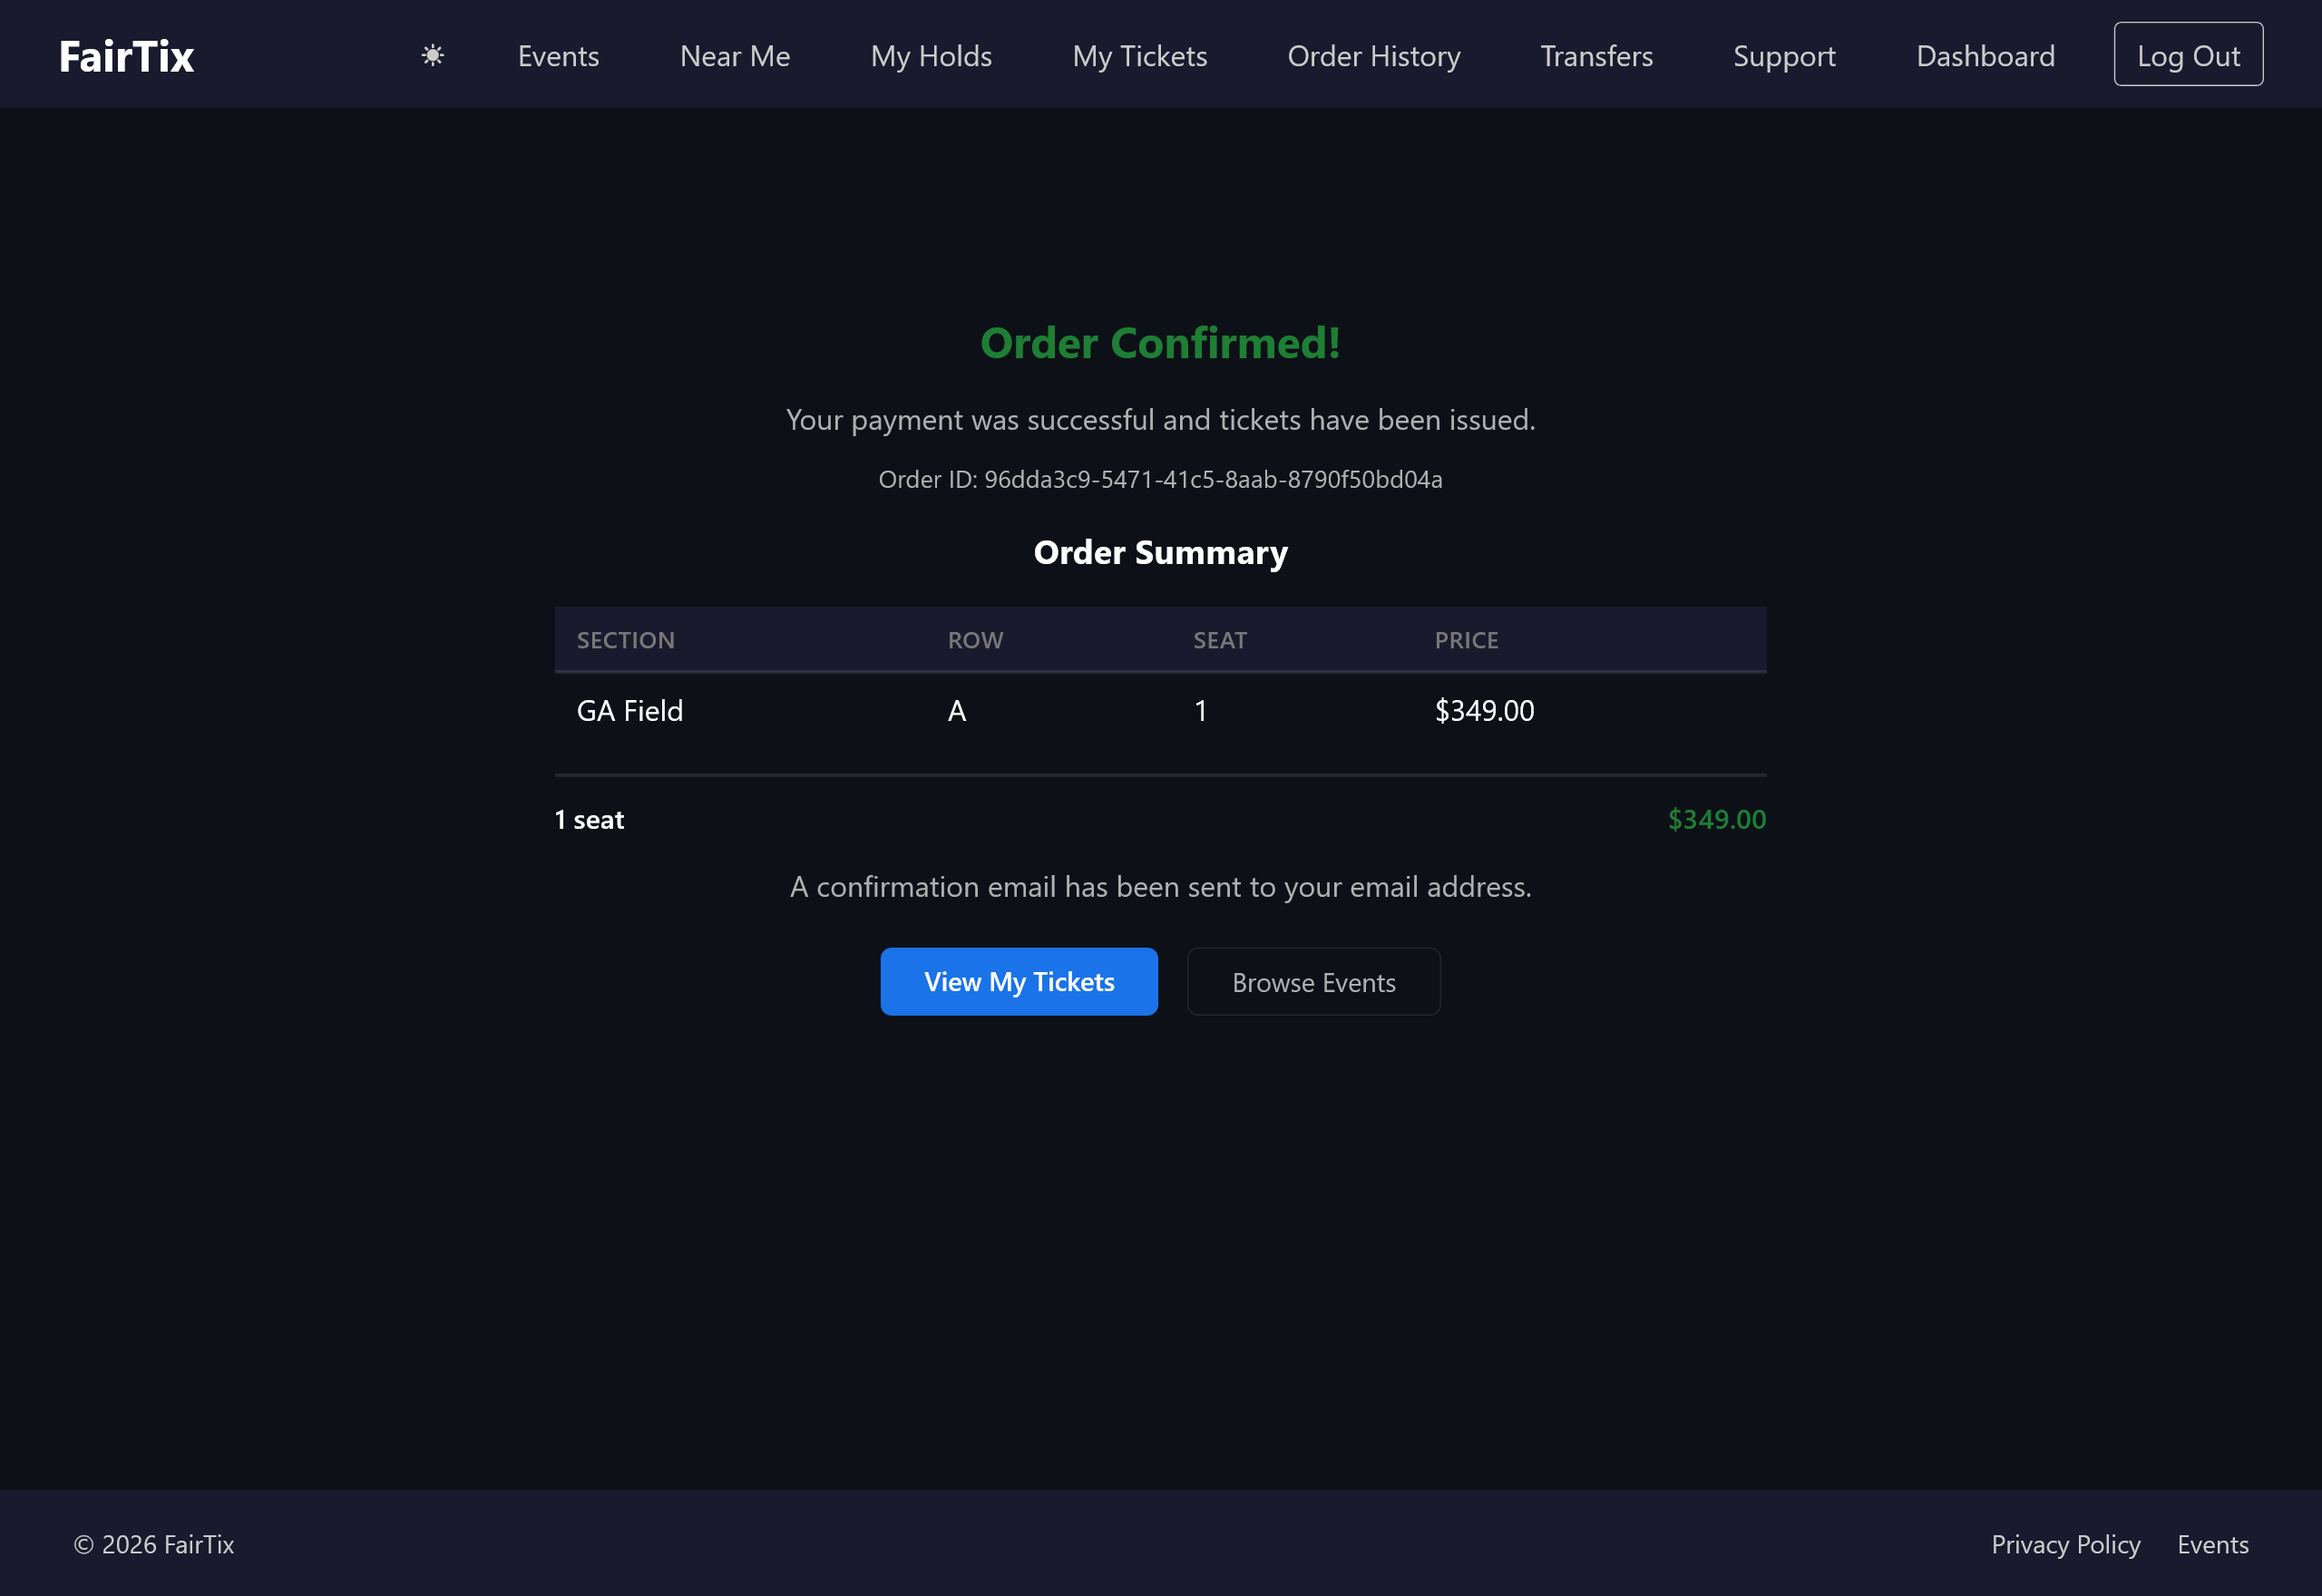 FairTix
Events
Near Me
My Holds
My Tickets
Order History
Transfers
Support
Dashboard
Log Out
Order Confirmed!
Your payment was successful and tickets have been issued.
Order ID: 96dda3c9-5471-41c5-8aab-8790f50bd04a
Order Summary
SECTION ROW SEAT PRICE
GA Field A 1 $349.00
1 seat $349.00
A confirmation email has been sent to your email address.
View My Tickets
Browse Events
© 2026 FairTix
Privacy Policy
Events